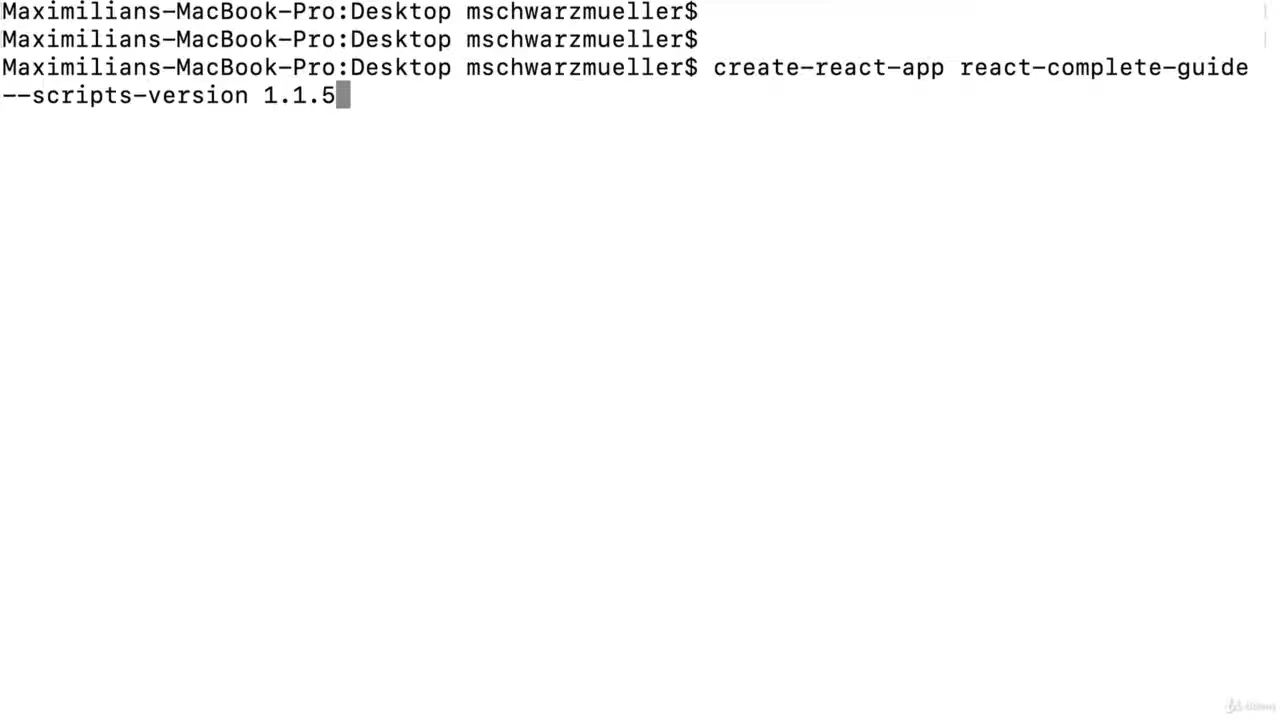 Maximilians-MacBook-Pro:Desktop mschwarzmueller$
Maximilians-MacBook-Pro:Desktop mschwarzmueller$
Maximilians-MacBook-Pro:Desktop mschwarzmueller$ create-react-app react-complete-guide
--scripts-version 1.1.5
Udemy